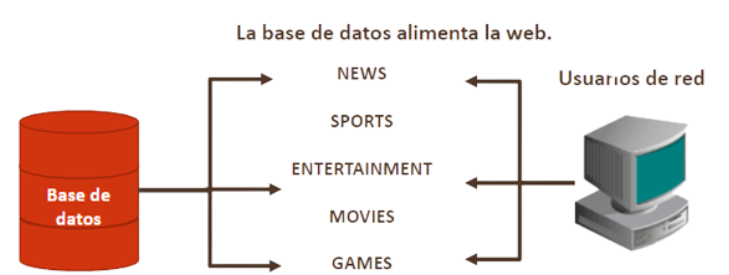 La base de datos alimenta la web.
NEWS
Usuarios de red
SPORTS
ENTERTAINMENT
Base de
datos
MOVIES
GAMES